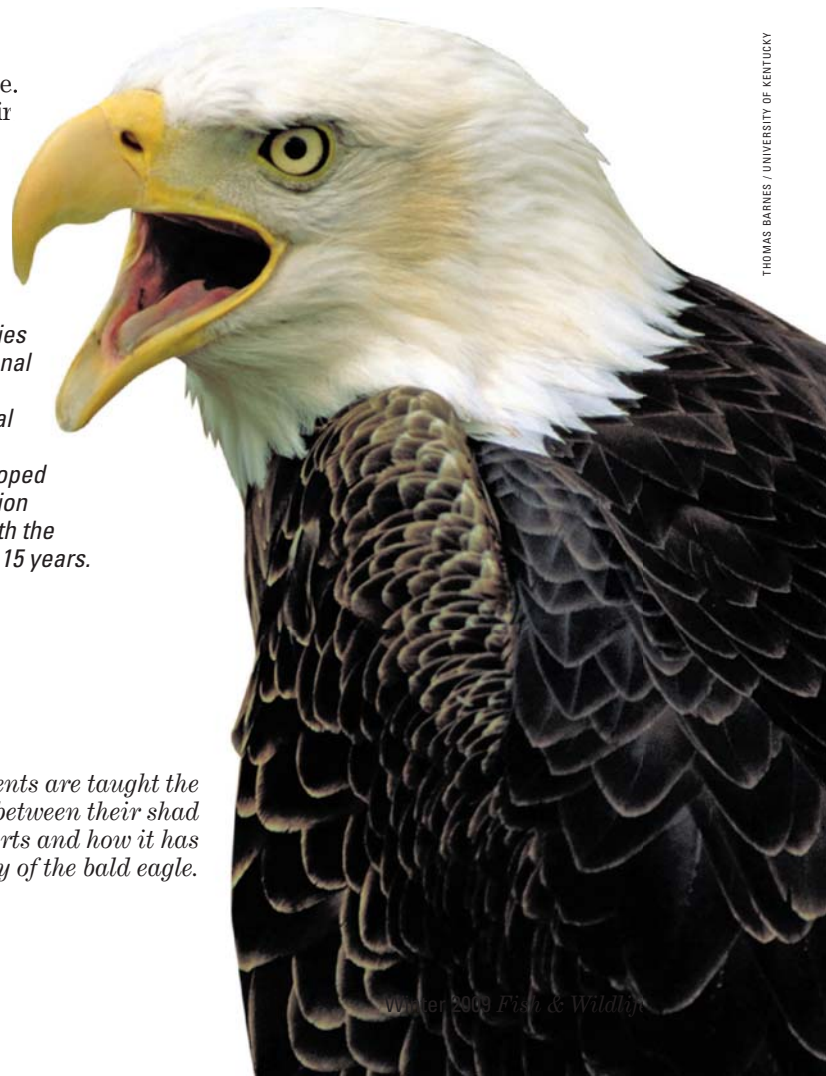 e.
ir
ies
nal
al
oped
ion
th the
15 years.
ents are taught the
between their shad
rts and how it has
y of the bald eagle.
THOMAS BARNES / UNIVERSITY OF KENTUCKY
Winter 2009 Fish & Wildlife